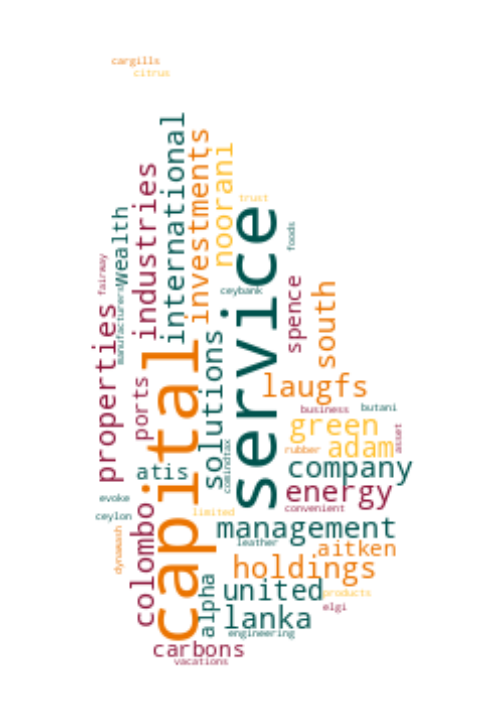 cargills
citrus
international
investments
noorani
industries
trust
wealth
service
foods
fairway
manufacturers
ceybank
spence
south
properties
capital
solutions
ports
laugfs
business
butani
green
adam
asset
rubber
atis
comindtax
company
energy
evoke
convenient
ceylon
limited
colombo
management
dynawash
leather
aitken
holdings
alpha
united
products
lanka
elgi
engineering
carbons
vacations